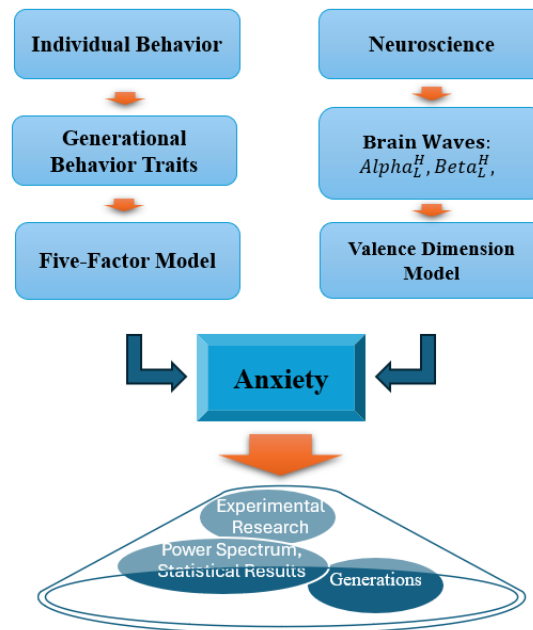 Individual Behavior
Neuroscience
Generational
Behavior Traits
Brain Waves:
$Alpha_L^H, Beta_L^H,$
Five-Factor Model
Valence Dimension
Model
Anxiety
Experimental
Research
Power Spectrum,
Statistical Results
Generations